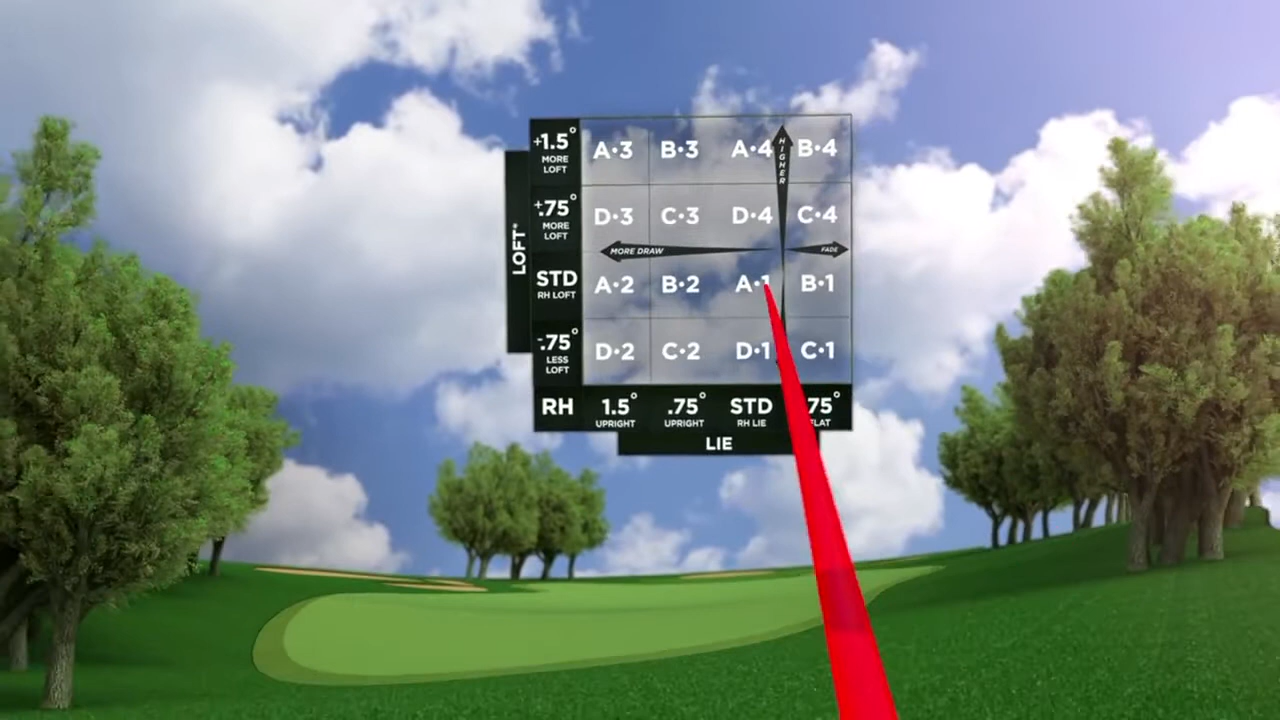 +1.5°
MORE
LOFT
A•3 B•3 A•4 B•4
HIGHER
+.75°
MORE
LOFT
D•3 C•3 D•4 C•4
LOFT*
MORE DRAW FADE
STD
RH LOFT
A•2 B•2 A•1 B•1
-.75°
LESS
LOFT
D•2 C•2 D•1 C•1
RH 1.5° .75° STD .75°
UPRIGHT UPRIGHT RH LIE
LIE